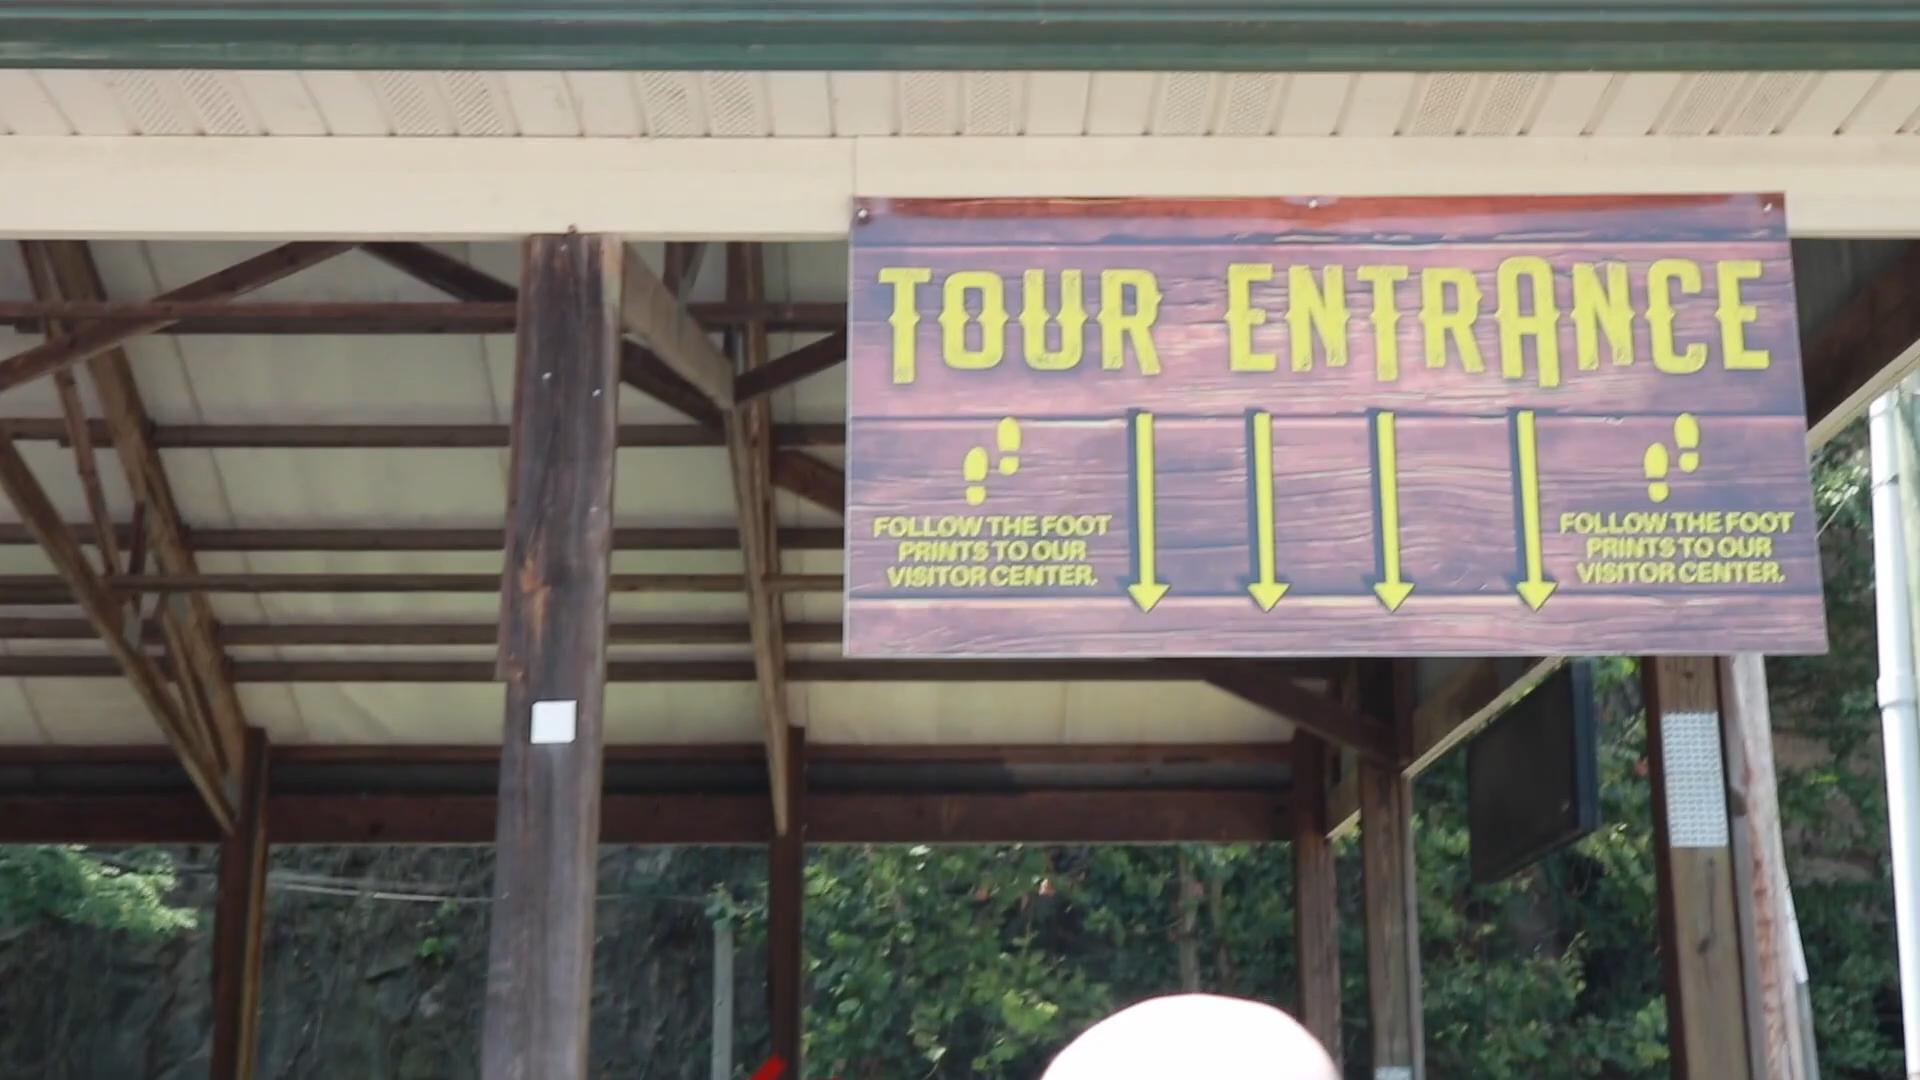 TOUR ENTRANCE
FOLLOW THE FOOT
PRINTS TO OUR
VISITOR CENTER.
FOLLOW THE FOOT
PRINTS TO OUR
VISITOR CENTER.